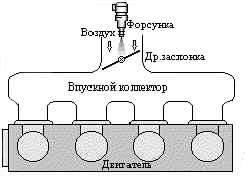 Форсунка
Воздух
Др.заслонка
Впускной коллектор
Двигатель